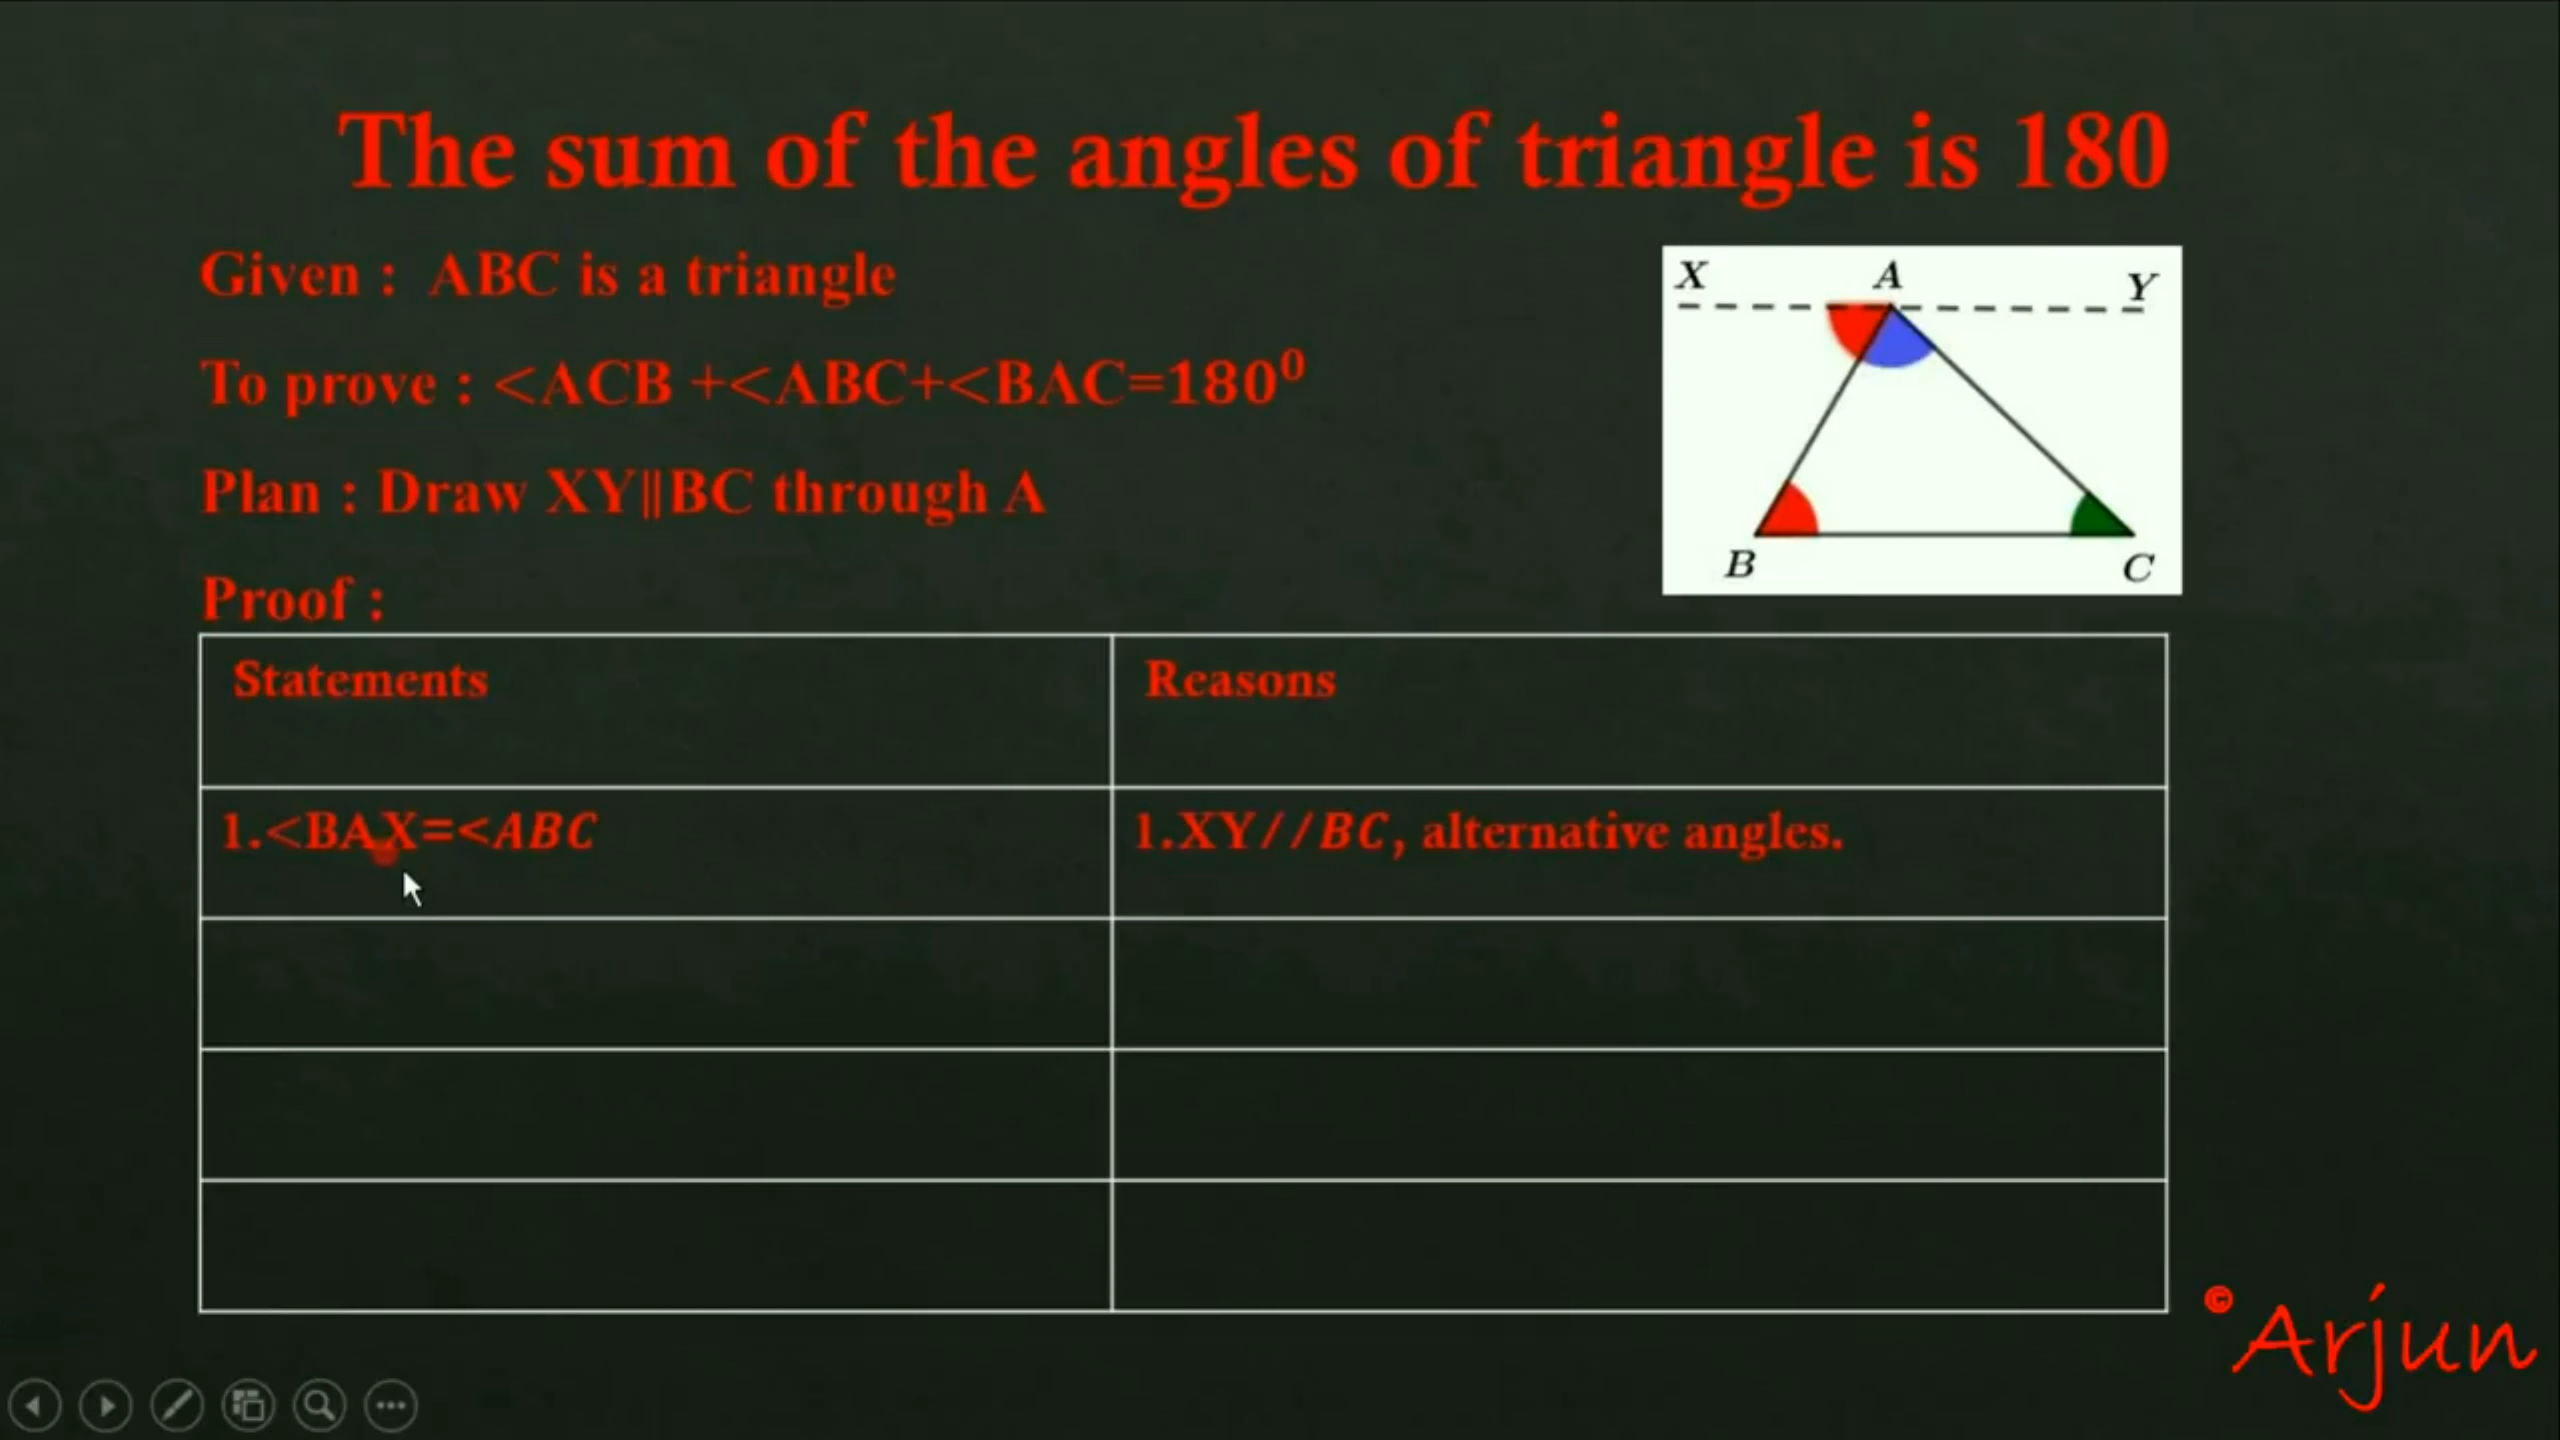 The sum of the angles of triangle is 180
Given : ABC is a triangle
To prove : <ACB +<ABC+<BAC=180⁰
Plan : Draw XY∥BC through A
Proof :
X A Y
B C
Statements Reasons
1.<BAX=<ABC 1.XY//BC, alternative angles.
© Arjun